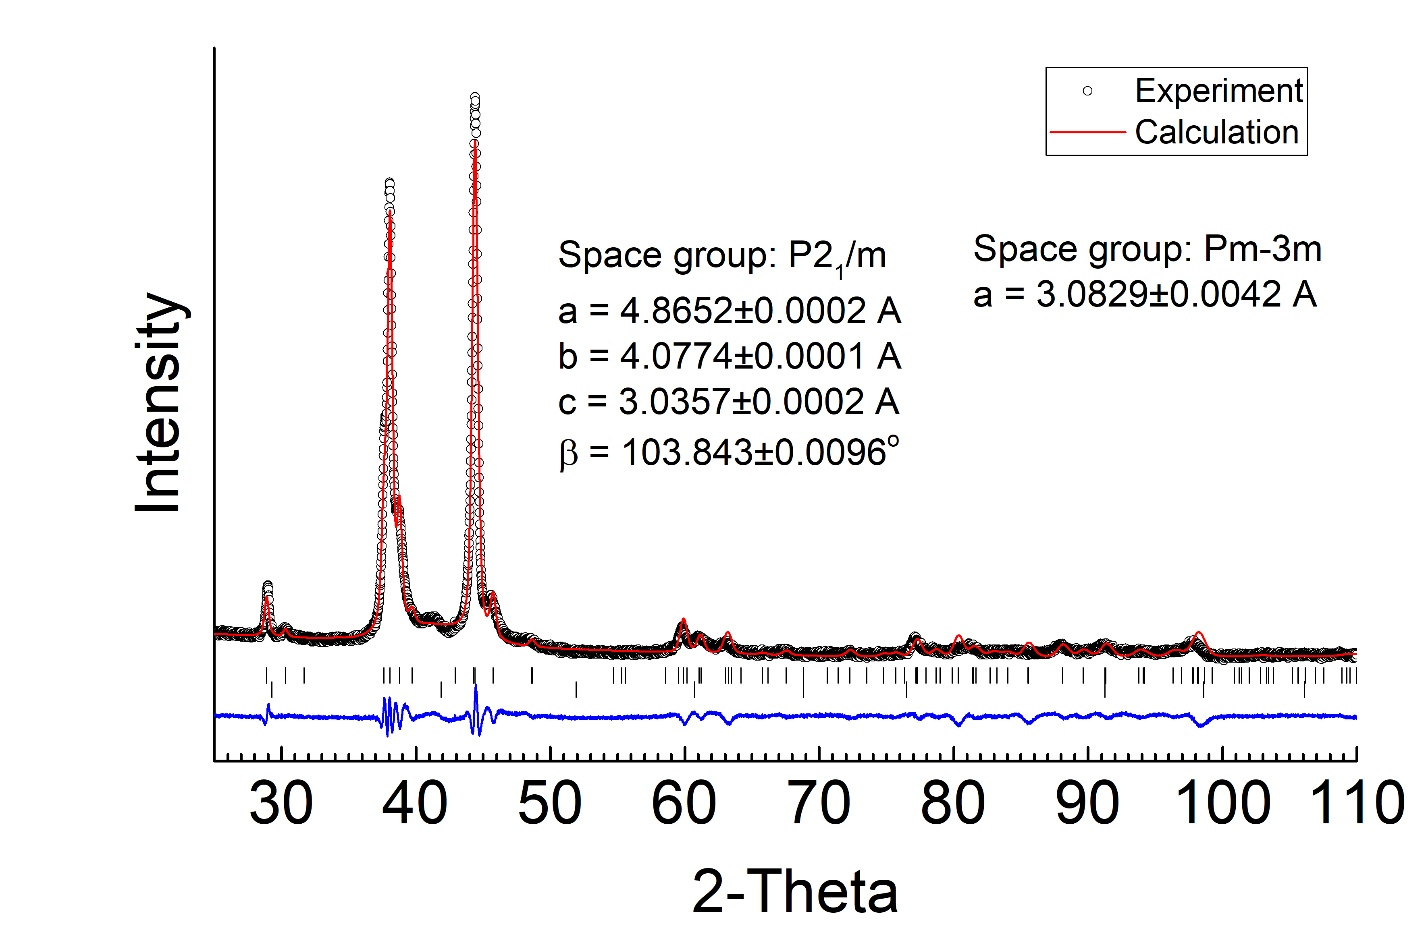 Experiment
Calculation
Space group: P2₁/m
a = 4.8652±0.0002 A
b = 4.0774±0.0001 A
c = 3.0357±0.0002 A
β = 103.843±0.0096°
Space group: Pm-3m
a = 3.0829±0.0042 A
Intensity
30 40 50 60 70 80 90 100 110
2-Theta